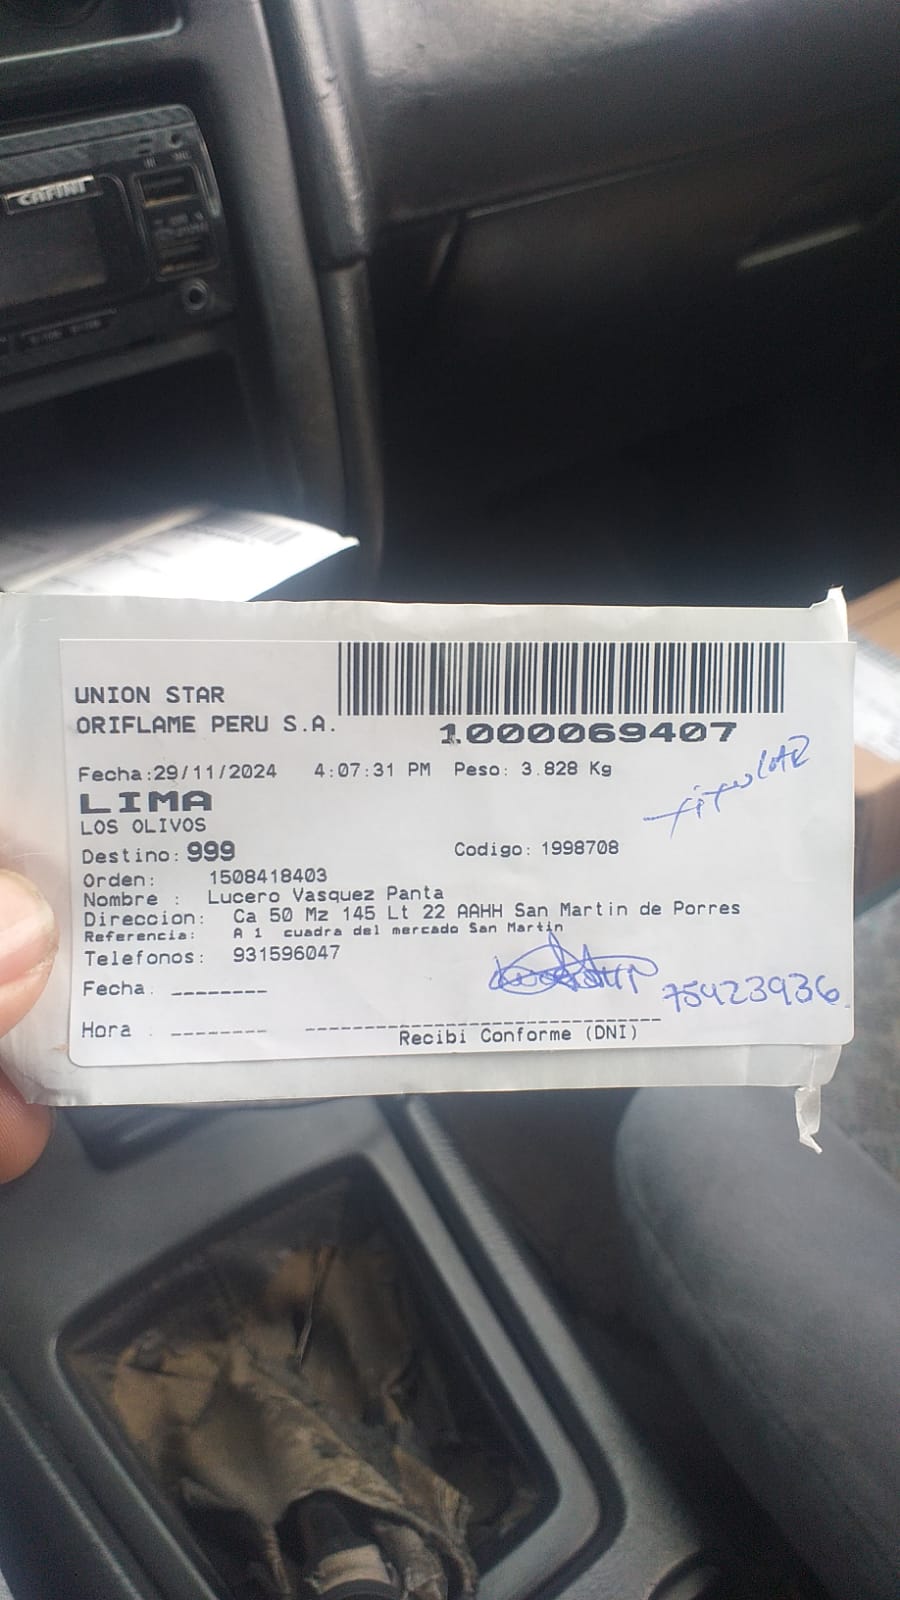 CAFINI
UNION STAR
ORIFLAME PERU S.A.
1000069407
Fecha:29/11/2024 4:07:31 PM Peso: 3.828 Kg
titular
LIMA
LOS OLIVOS
Destino: 999 Codigo: 1998708
Orden: 1508418403
Nombre : Lucero Vasquez Panta
Direccion: Ca 50 Mz 145 Lt 22 AAHH San Martin de Porres
Referencia: A 1 cuadra del mercado San Martin
Telefonos: 931596047
Fecha. --------
75423936
Hora . --------
Recibi Conforme (DNI)